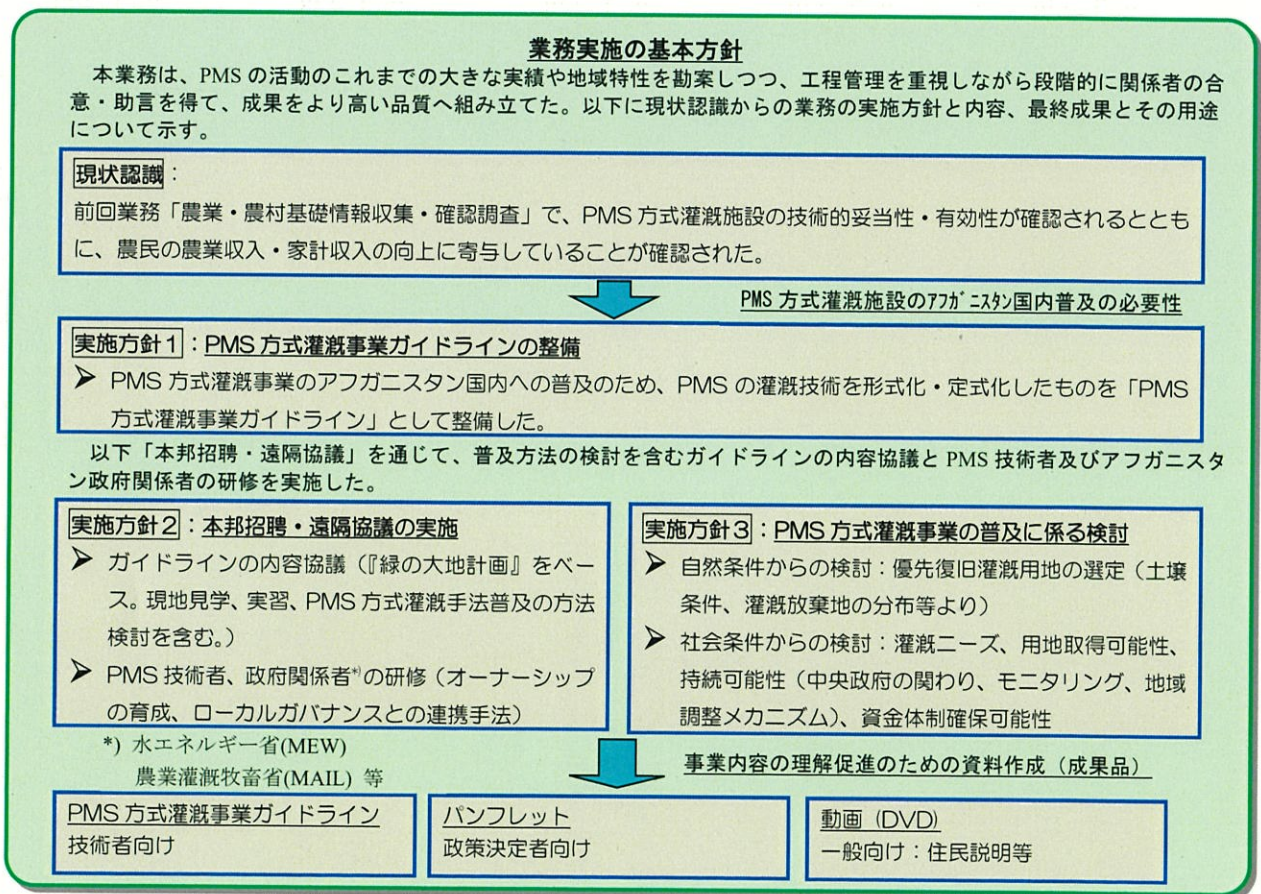 業務実施の基本方針
本業務は、PMS の活動のこれまでの大きな実績や地域特性を勘案しつつ、工程管理を重視しながら段階的に関係者の合
意・助言を得て、成果をより高い品質へ組み立てた。以下に現状認識からの業務の実施方針と内容、最終成果とその用途
について示す。
現状認識：
前回業務「農業・農村基礎情報収集・確認調査」で、PMS 方式灌漑施設の技術的妥当性・有効性が確認されるととも
に、農民の農業収入・家計収入の向上に寄与していることが確認された。
PMS 方式灌漑施設のｱﾌｶﾞﾆｽﾀﾝ国内普及の必要性
実施方針１：PMS 方式灌漑事業ガイドラインの整備
➤ PMS 方式灌漑事業のアフガニスタン国内への普及のため、PMS の灌漑技術を形式化・定式化したものを「PMS
方式灌漑事業ガイドライン」として整備した。
以下「本邦招聘・遠隔協議」を通じて、普及方法の検討を含むガイドラインの内容協議と PMS 技術者及びアフガニスタ
ン政府関係者の研修を実施した。
実施方針２：本邦招聘・遠隔協議の実施
➤ ガイドラインの内容協議（『緑の大地計画』をベー
ス。現地見学、実習、PMS 方式灌漑手法普及の方法
検討を含む。）
➤ PMS 技術者、政府関係者*)の研修（オーナーシップ
の育成、ローカルガバナンスとの連携手法）
*) 水エネルギー省(MEW)
農業灌漑牧畜省(MAIL) 等
実施方針３：PMS 方式灌漑事業の普及に係る検討
➤ 自然条件からの検討：優先復旧灌漑用地の選定（土壌
条件、灌漑放棄地の分布等より）
➤ 社会条件からの検討：灌漑ニーズ、用地取得可能性、
持続可能性（中央政府の関わり、モニタリング、地域
調整メカニズム）、資金体制確保可能性
事業内容の理解促進のための資料作成（成果品）
PMS 方式灌漑事業ガイドライン
技術者向け
パンフレット
政策決定者向け
動画（DVD）
一般向け：住民説明等